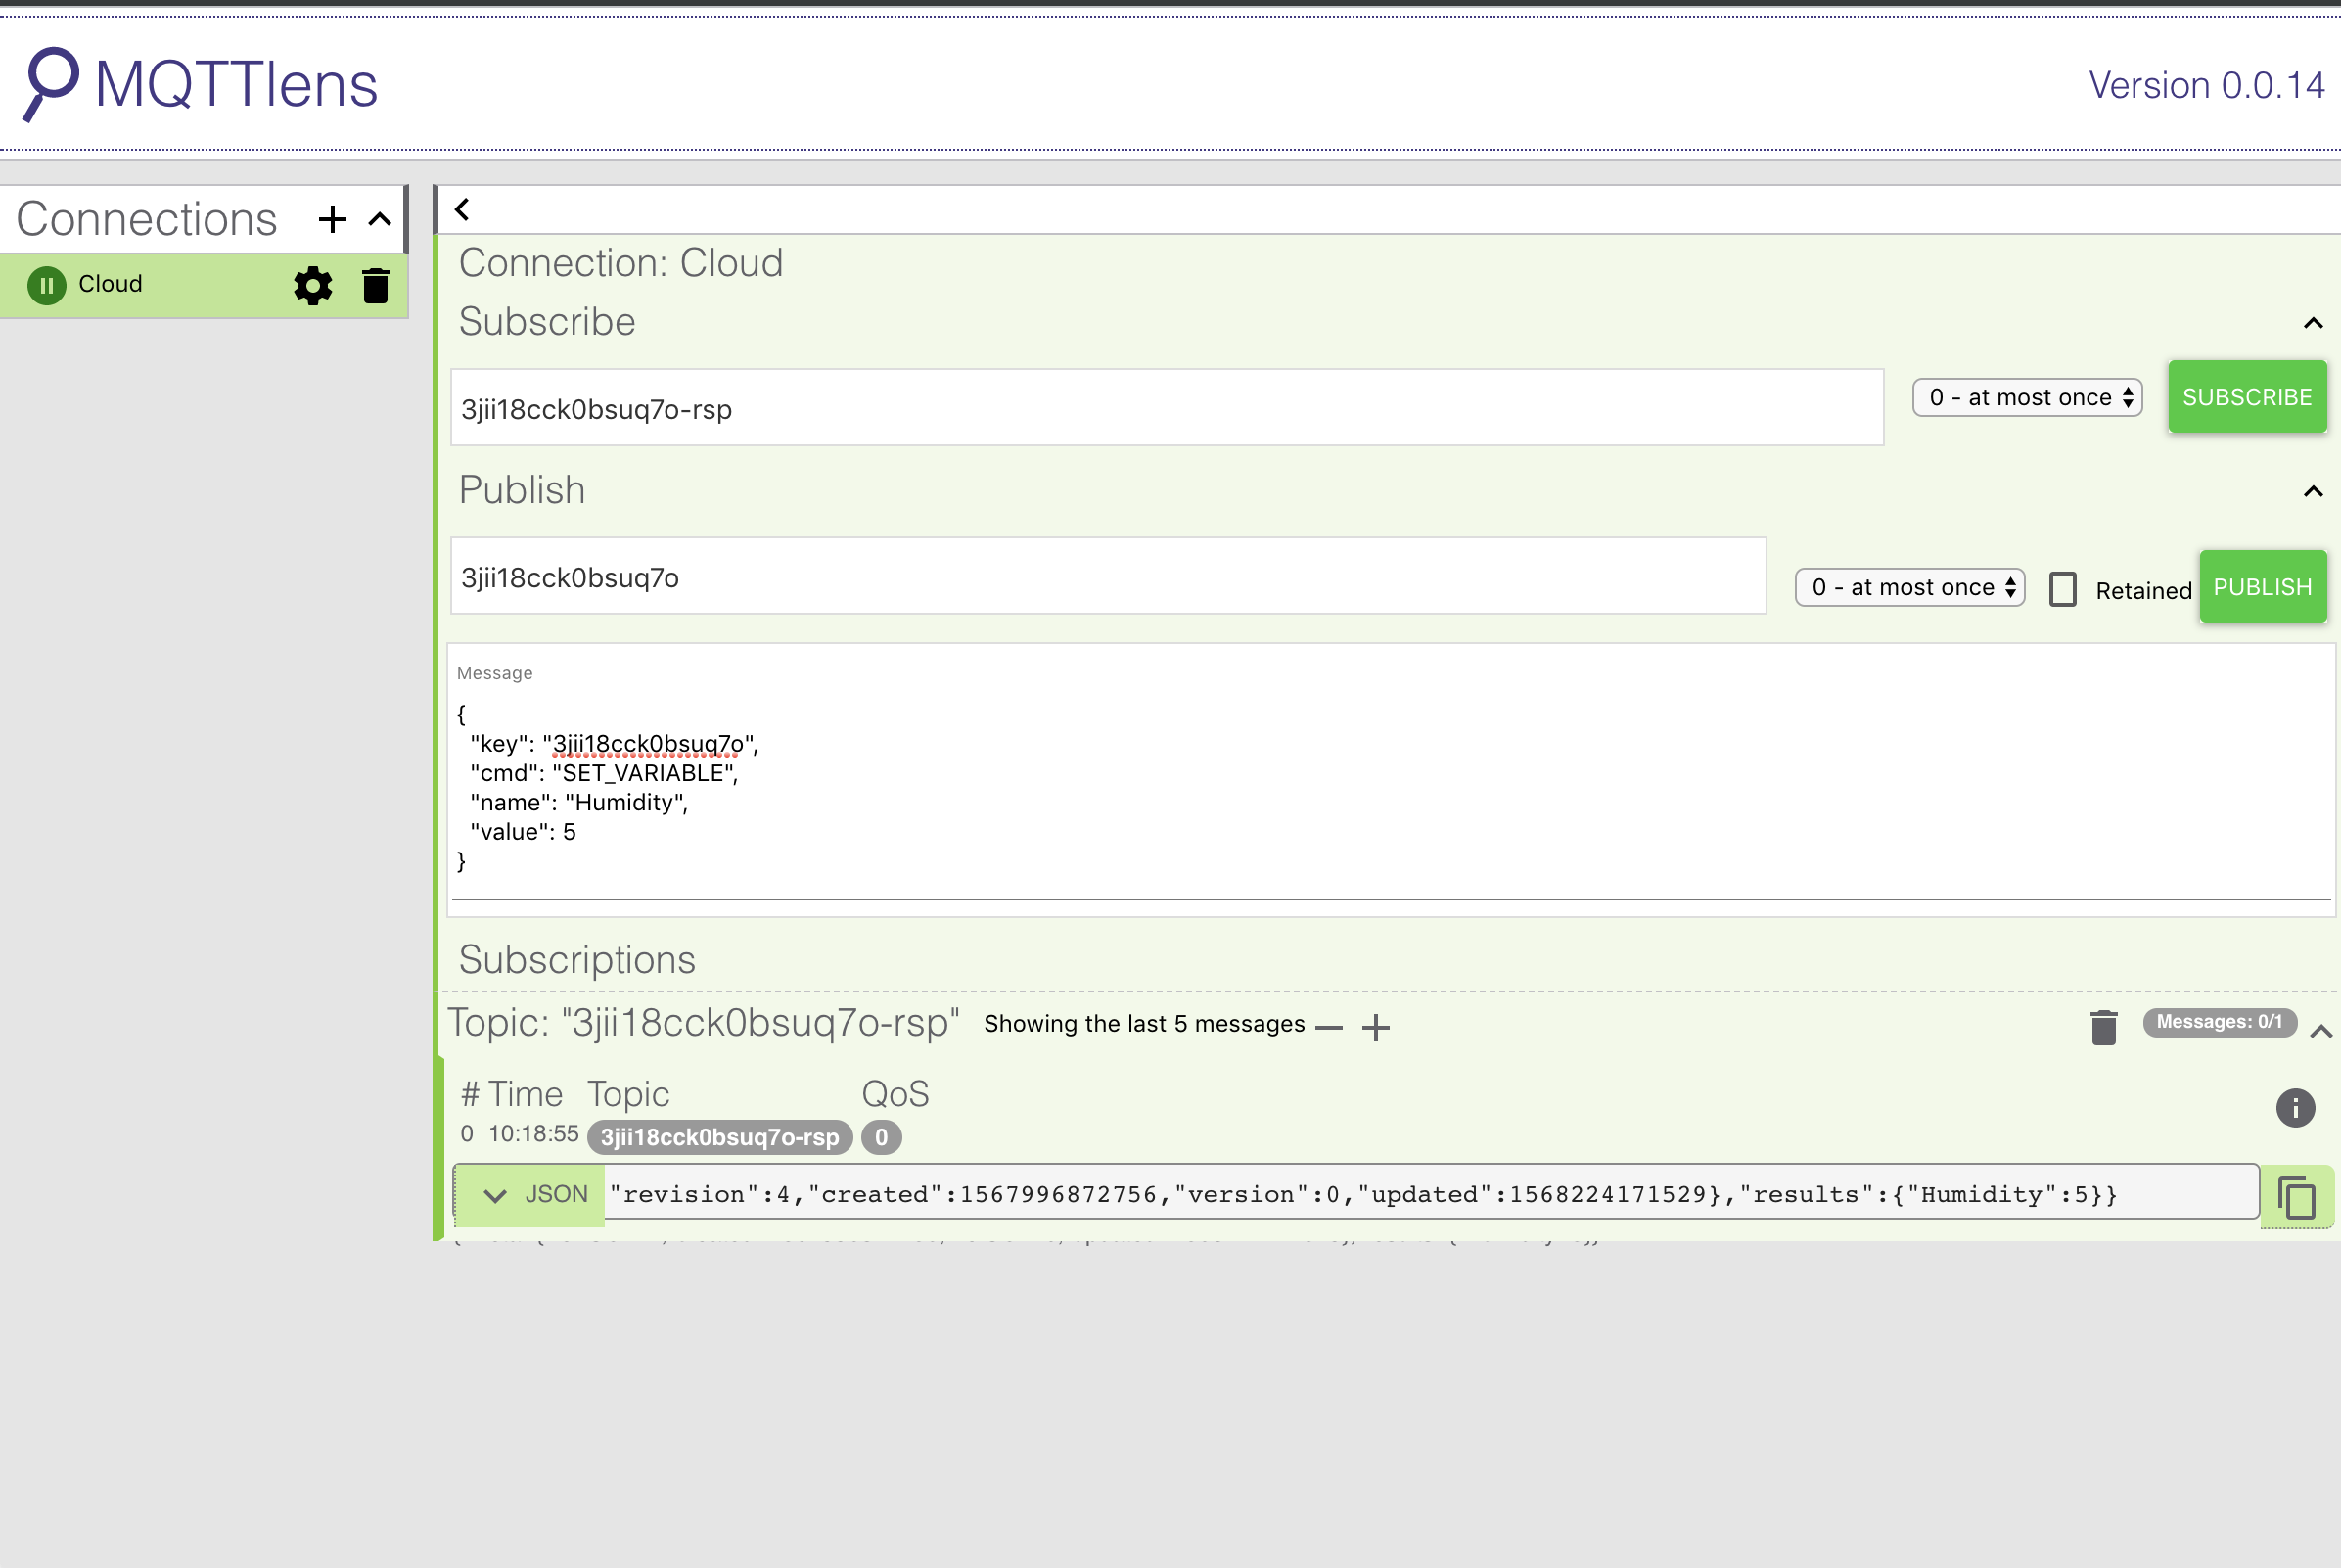 MQTTlens
Version 0.0.14
Connections
Cloud
Connection: Cloud
Subscribe
3jii18cck0bsuq7o-rsp
0 - at most once
SUBSCRIBE
Publish
3jii18cck0bsuq7o
0 - at most once
Retained
PUBLISH
Message
{
"key": "3jii18cck0bsuq7o",
"cmd": "SET_VARIABLE",
"name": "Humidity",
"value": 5
}
Subscriptions
Topic: "3jii18cck0bsuq7o-rsp" Showing the last 5 messages
Messages: 0/1
# Time Topic QoS
0 10:18:55 3jii18cck0bsuq7o-rsp 0
JSON "revision":4,"created":1567996872756,"version":0,"updated":1568224171529},"results":{"Humidity":5}}